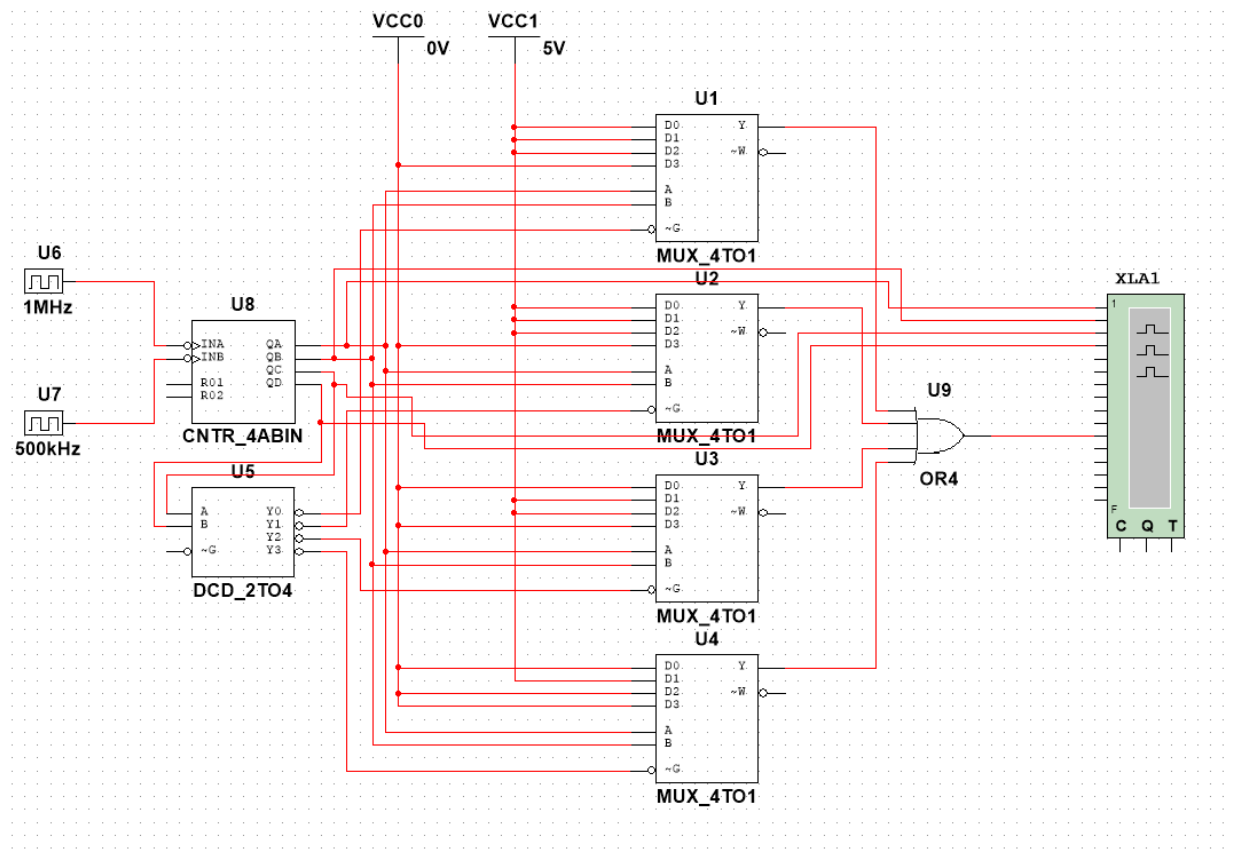 VCC0
0V
VCC1
5V
U1
D0
D1
D2
D3
A
B
~G
Y
~W
MUX_4TO1
U6
1MHz
U7
500kHz
U8
INA
INB
R01
R02
QA
QB
QC
QD
CNTR_4ABIN
U5
A
B
~G
Y0
Y1
Y2
Y3
DCD_2TO4
U2
D0
D1
D2
D3
A
B
~G
Y
~W
MUX_4TO1
U3
D0
D1
D2
D3
A
B
~G
Y
~W
MUX_4TO1
U4
D0
D1
D2
D3
A
B
~G
Y
~W
MUX_4TO1
U9
OR4
XLA1
1
F
C Q T